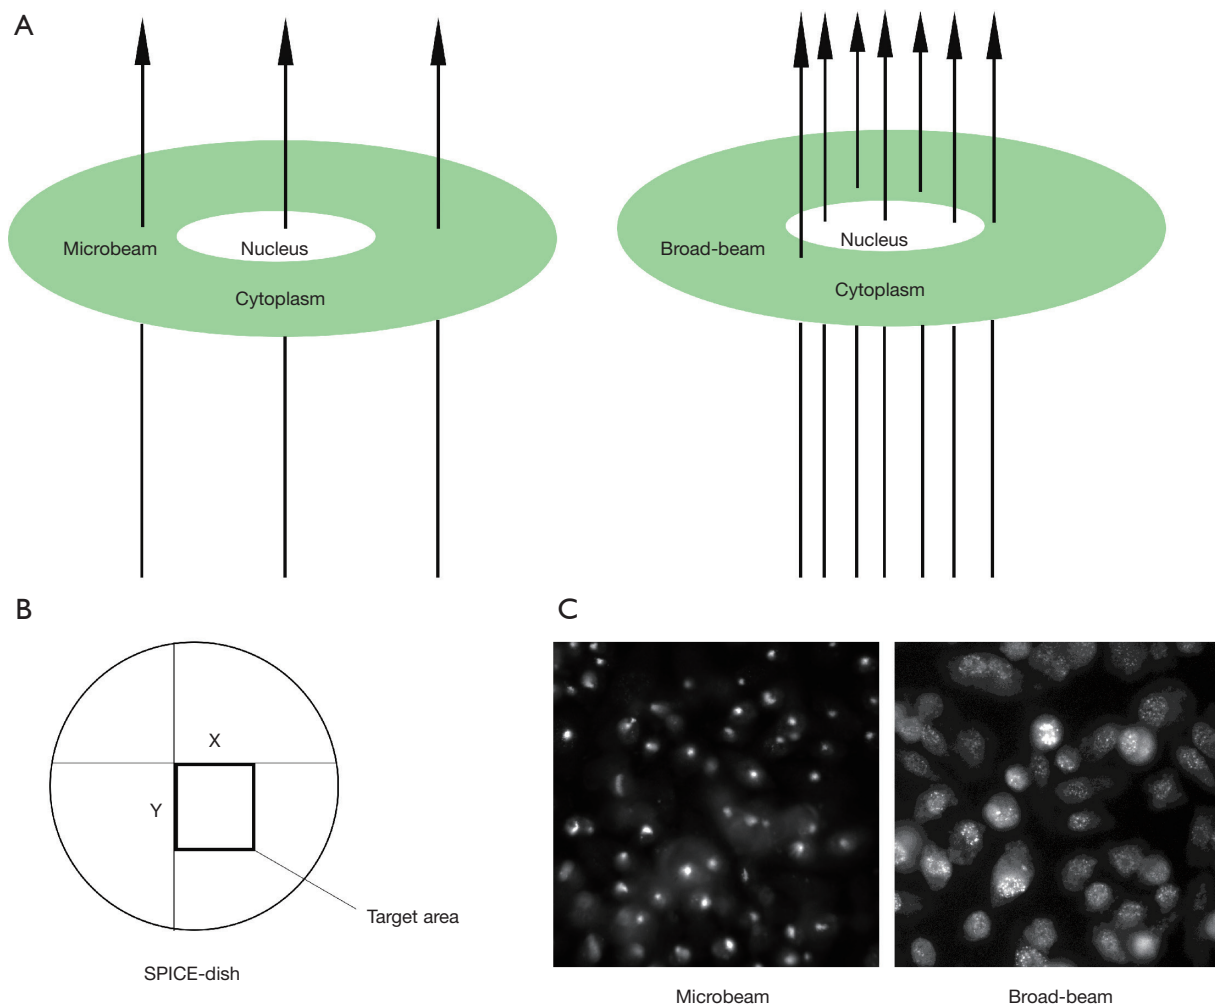 A
Microbeam
Nucleus
Cytoplasm
Broad-beam
Nucleus
Cytoplasm
B
X
Y
Target area
SPICE-dish
C
Microbeam
Broad-beam